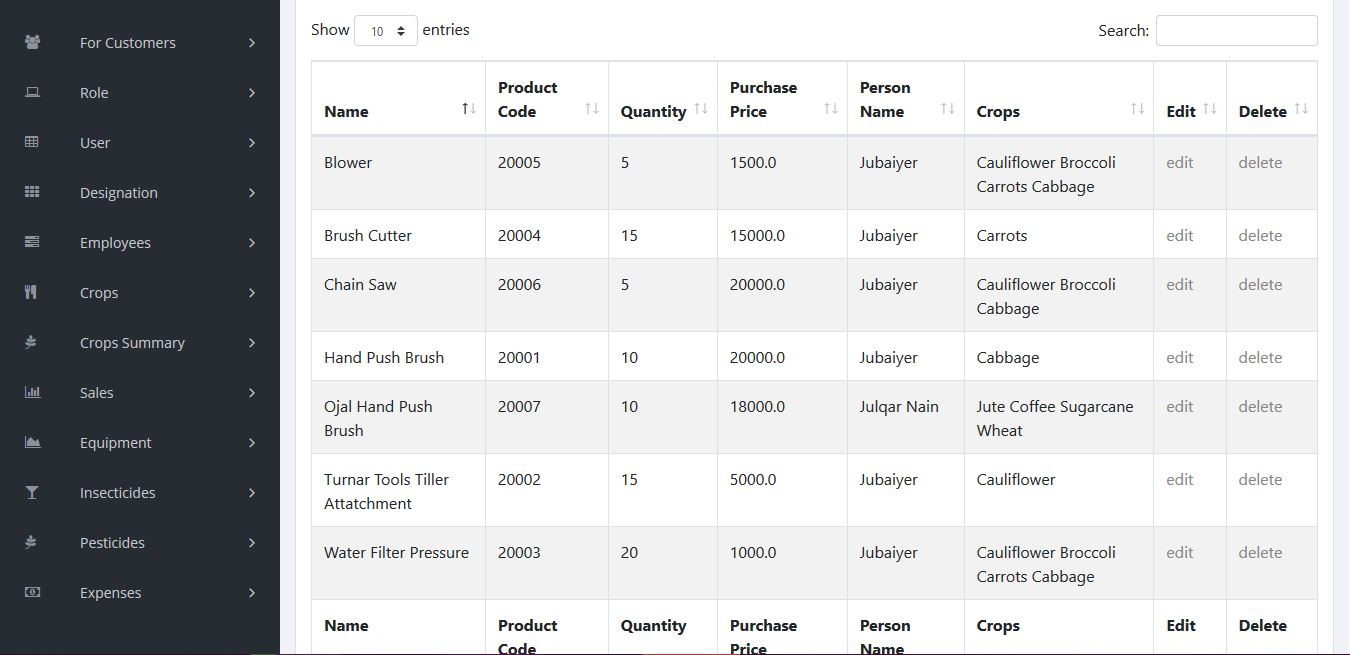 For Customers
Role
User
Designation
Employees
Crops
Crops Summary
Sales
Equipment
Insecticides
Pesticides
Expenses
Show 10 entries
Search:
Name Product Code Quantity Purchase Price Person Name Crops Edit Delete
Blower 20005 5 1500.0 Jubaiyer Cauliflower Broccoli Carrots Cabbage edit delete
Brush Cutter 20004 15 15000.0 Jubaiyer Carrots edit delete
Chain Saw 20006 5 20000.0 Jubaiyer Cauliflower Broccoli Cabbage edit delete
Hand Push Brush 20001 10 20000.0 Jubaiyer Cabbage edit delete
Ojal Hand Push Brush 20007 10 18000.0 Julqar Nain Jute Coffee Sugarcane Wheat edit delete
Turnar Tools Tiller Attatchment 20002 15 5000.0 Jubaiyer Cauliflower edit delete
Water Filter Pressure 20003 20 1000.0 Jubaiyer Cauliflower Broccoli Carrots Cabbage edit delete
Name Product Code Quantity Purchase Price Person Name Crops Edit Delete